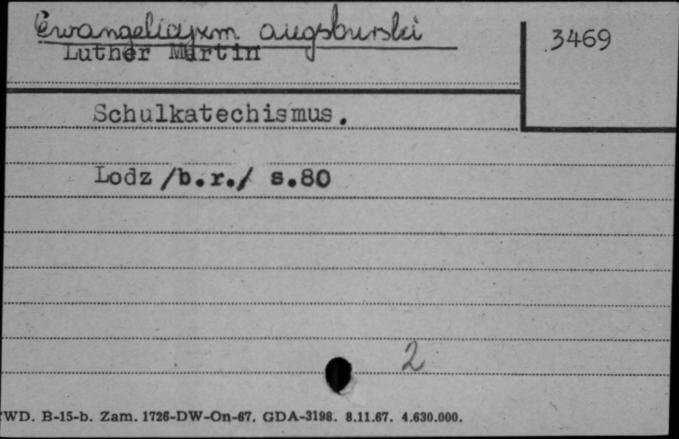 Ewangelicyzm augsburski
Luther Martin
3469
Schulkatechismus.
Lodz /b.r./ s.80
2
WD. B-15-b. Zam. 1726-DW-On-67. GDA-3198. 8.11.67. 4.630.000.